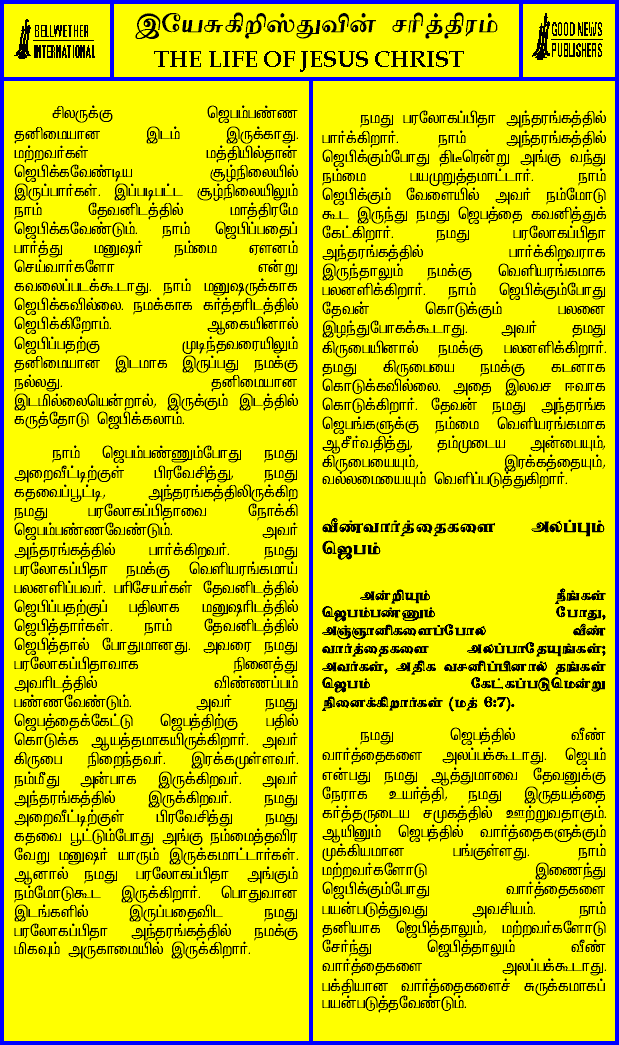 BELLWETHER
INTERNATIONAL
இயேசுகிறிஸ்துவின் சரித்திரம்
THE LIFE OF JESUS CHRIST
GOOD NEWS
PUBLISHERS
சிலருக்கு ஜெபம்பண்ண
தனிமையான இடம் இருக்காது.
மற்றவர்கள் மத்தியில்தான்
ஜெபிக்கவேண்டிய சூழ்நிலையில்
இருப்பார்கள். இப்படிபட்ட சூழ்நிலையிலும்
நாம் தேவனிடத்தில் மாத்திரமே
ஜெபிக்கவேண்டும். நாம் ஜெபிப்பதைப்
பார்த்து மனுஷர் நம்மை ஏளனம்
செய்வார்களோ என்று
கவலைப்படக்கூடாது. நாம் மனுஷருக்காக
ஜெபிக்கவில்லை. நமக்காக கர்த்தரிடத்தில்
ஜெபிக்கிறோம். ஆகையினால்
ஜெபிப்பதற்கு முடிந்தவரையிலும்
தனிமையான இடமாக இருப்பது நமக்கு
நல்லது. தனிமையான
இடமில்லையென்றால், இருக்கும் இடத்தில்
கருத்தோடு ஜெபிக்கலாம்.
நாம் ஜெபம்பண்ணும்போது நமது
அறைவீட்டிற்குள் பிரவேசித்து, நமது
கதவைப்பூட்டி, அந்தரங்கத்திலிருக்கிற
நமது பரலோகப்பிதாவை நோக்கி
ஜெபம்பண்ணவேண்டும். அவர்
அந்தரங்கத்தில் பார்க்கிறவர். நமது
பரலோகப்பிதா நமக்கு வெளியரங்கமாய்
பலனளிப்பவர். பரிசேயர்கள் தேவனிடத்தில்
ஜெபிப்பதற்குப் பதிலாக மனுஷரிடத்தில்
ஜெபித்தார்கள். நாம் தேவனிடத்தில்
ஜெபித்தால் போதுமானது. அவரை நமது
பரலோகப்பிதாவாக நினைத்து
அவரிடத்தில் விண்ணப்பம்
பண்ணவேண்டும். அவர் நமது
ஜெபத்தைக்கேட்டு ஜெபத்திற்கு பதில்
கொடுக்க ஆயத்தமாகயிருக்கிறார். அவர்
கிருபை நிறைந்தவர். இரக்கமுள்ளவர்.
நம்மீது அன்பாக இருக்கிறவர். அவர்
அந்தரங்கத்தில் இருக்கிறவர். நமது
அறைவீட்டிற்குள் பிரவேசித்து நமது
கதவை பூட்டும்போது அங்கு நம்மைத்தவிர
வேறு மனுஷர் யாரும் இருக்கமாட்டார்கள்.
ஆனால் நமது பரலோகப்பிதா அங்கும்
நம்மோடுகூட இருக்கிறார். பொதுவான
இடங்களில் இருப்பதைவிட நமது
பரலோகப்பிதா அந்தரங்கத்தில் நமக்கு
மிகவும் அருகாமையில் இருக்கிறார்.
நமது பரலோகப்பிதா அந்தரங்கத்தில்
பார்க்கிறார். நாம் அந்தரங்கத்தில்
ஜெபிக்கும்போது திடீரென்று அங்கு வந்து
நம்மை பயமுறுத்தமாட்டார். நாம்
ஜெபிக்கும் வேளையில் அவர் நம்மோடு
கூட இருந்து நமது ஜெபத்தை கவனித்துக்
கேட்கிறார். நமது பரலோகப்பிதா
அந்தரங்கத்தில் பார்க்கிறவராக
இருந்தாலும் நமக்கு வெளியரங்கமாக
பலனளிக்கிறார். நாம் ஜெபிக்கும்போது
தேவன் கொடுக்கும் பலனை
இழந்துபோகக்கூடாது. அவர் தமது
கிருபையினால் நமக்கு பலனளிக்கிறார்.
தமது கிருபையை நமக்கு கடனாக
கொடுக்கவில்லை. அதை இலவச ஈவாக
கொடுக்கிறார். தேவன் நமது அந்தரங்க
ஜெபங்களுக்கு நம்மை வெளியரங்கமாக
ஆசீர்வதித்து, தம்முடைய அன்பையும்,
கிருபையையும், இரக்கத்தையும்,
வல்லமையையும் வெளிப்படுத்துகிறார்.
வீண்வார்த்தைகளை அலப்பும்
ஜெபம்
அன்றியும் நீங்கள்
ஜெபம்பண்ணும் போது,
அஞ்ஞானிகளைப்போல வீண்
வார்த்தைகளை அலப்பாதேயுங்கள்;
அவர்கள், அதிக வசனிப்பினால் தங்கள்
ஜெபம் கேட்கப்படுமென்று
நினைக்கிறார்கள் (மத் 6:7).
நமது ஜெபத்தில் வீண்
வார்த்தைகளை அலப்பக்கூடாது. ஜெபம்
என்பது நமது ஆத்துமாவை தேவனுக்கு
நேராக உயர்த்தி, நமது இருதயத்தை
கர்த்தருடைய சமுகத்தில் ஊற்றுவதாகும்.
ஆயினும் ஜெபத்தில் வார்த்தைகளுக்கும்
முக்கியமான பங்குள்ளது. நாம்
மற்றவர்களோடு இணைந்து
ஜெபிக்கும்போது வார்த்தைகளை
பயன்படுத்துவது அவசியம். நாம்
தனியாக ஜெபித்தாலும், மற்றவர்களோடு
சேர்ந்து ஜெபித்தாலும் வீண்
வார்த்தைகளை அலப்பக்கூடாது.
பக்தியான வார்த்தைகளைச் சுருக்கமாகப்
பயன்படுத்தவேண்டும்.